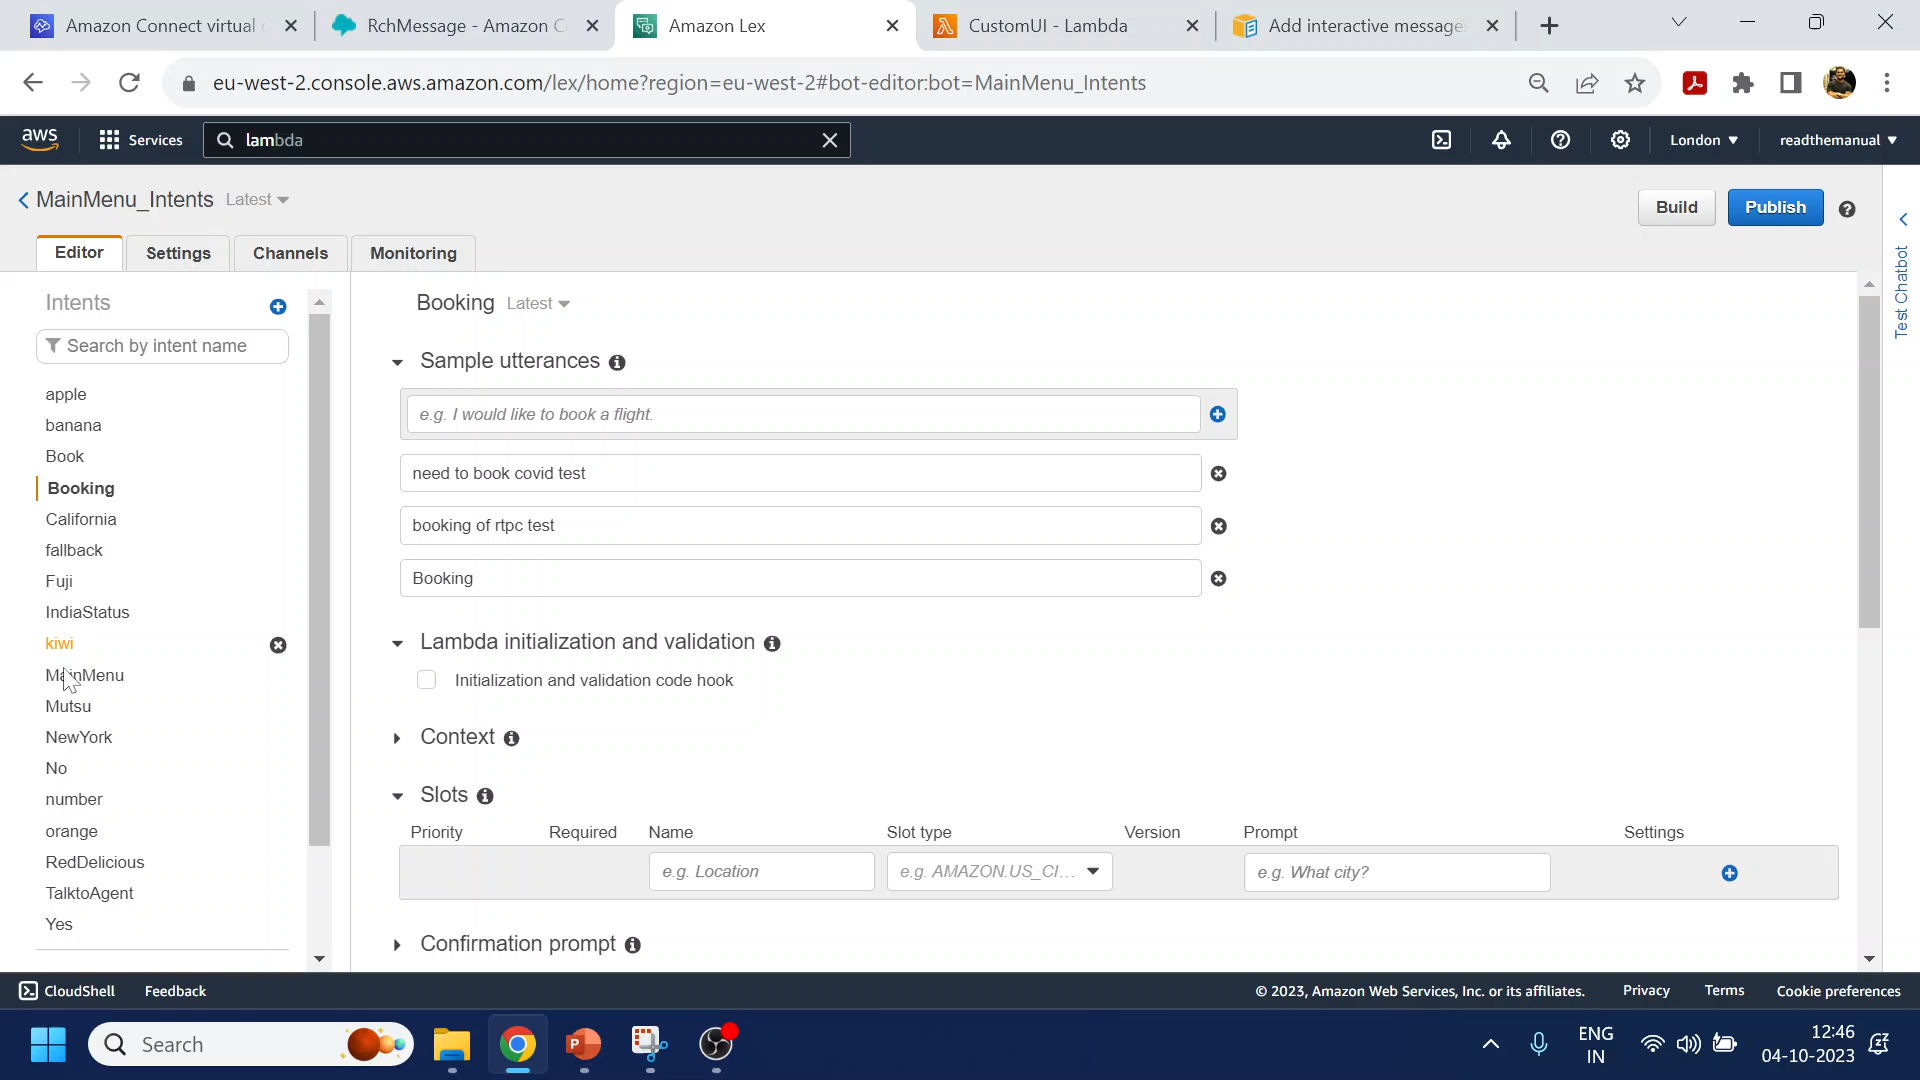 Amazon Connect virtual c
RchMessage - Amazon C
Amazon Lex
CustomUI - Lambda
Add interactive message
eu-west-2.console.aws.amazon.com/lex/home?region=eu-west-2#bot-editor:bot=MainMenu_Intents
aws
Services
lambda
London
readthemanual
MainMenu_Intents Latest
Build
Publish
Editor
Settings
Channels
Monitoring
Test Chatbot
Intents
Search by intent name
apple
banana
Book
Booking
California
fallback
Fuji
IndiaStatus
kiwi
MainMenu
Mutsu
NewYork
No
number
orange
RedDelicious
TalktoAgent
Yes
Booking Latest
Sample utterances
e.g. I would like to book a flight.
need to book covid test
booking of rtpc test
Booking
Lambda initialization and validation
Initialization and validation code hook
Context
Slots
Priority Required Name Slot type Version Prompt Settings
e.g. Location e.g. AMAZON.US_CI... e.g. What city?
Confirmation prompt
CloudShell
Feedback
© 2023, Amazon Web Services, Inc. or its affiliates.
Privacy
Terms
Cookie preferences
Search
ENG
IN
12:46
04-10-2023